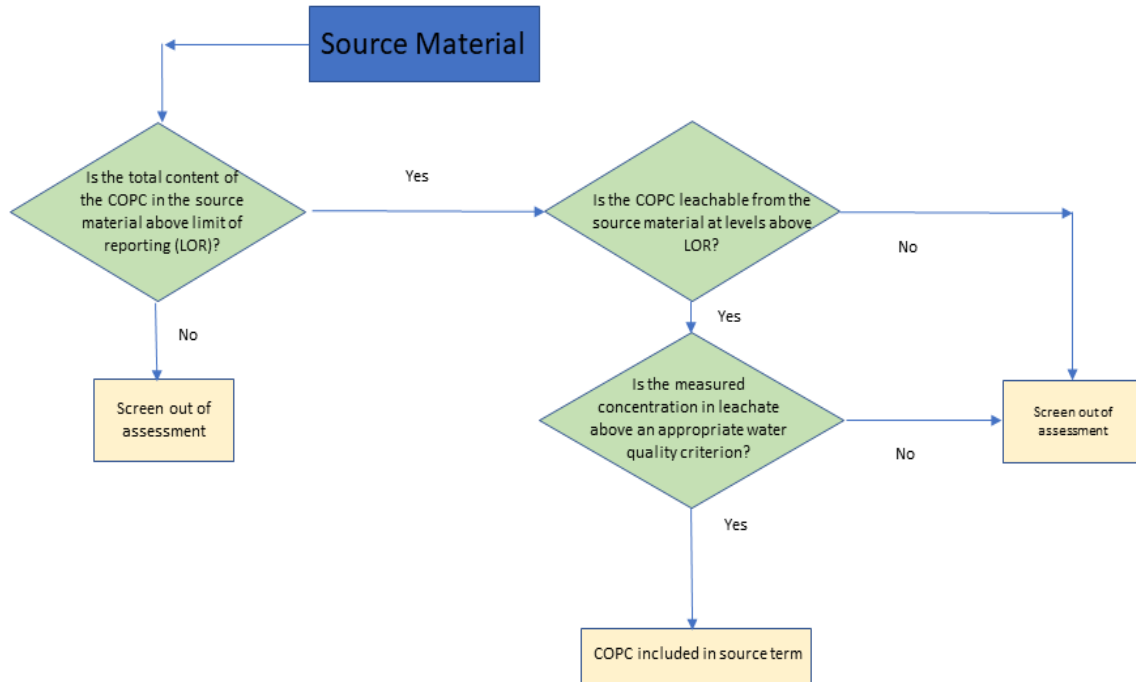 Source Material
Is the total content of
the COPC in the source
material above limit of
reporting (LOR)?
Yes
Is the COPC leachable from the
source material at levels above
LOR?
No
No
Yes
Screen out of
assessment
Is the measured
concentration in leachate
above an appropriate water
quality criterion?
No
Screen out of
assessment
Yes
COPC included in source term